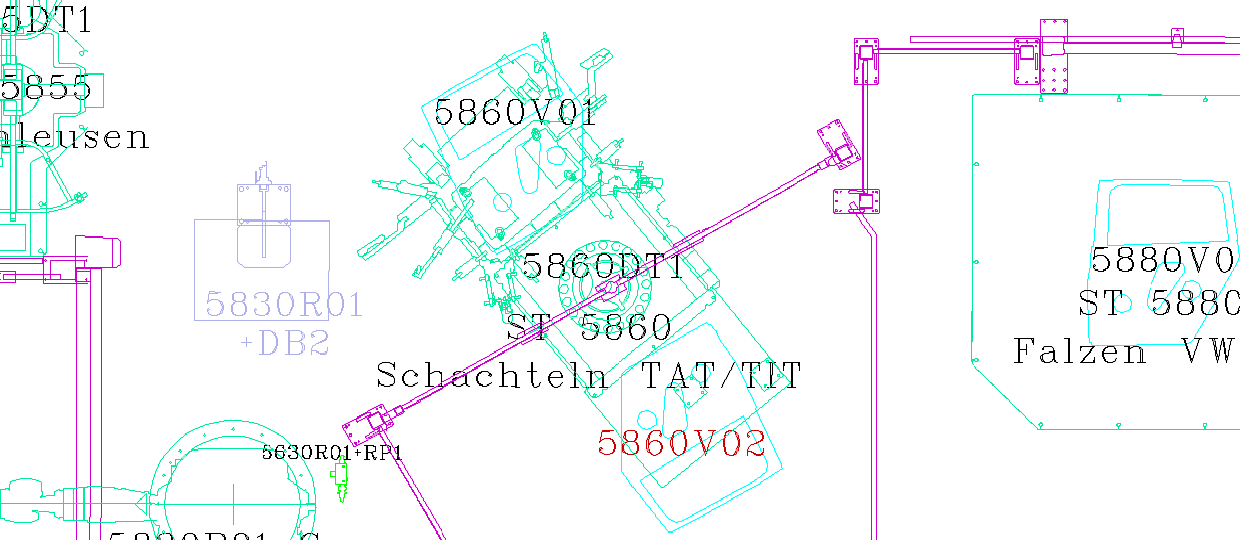 5DT1
5855
nleusen
5860V01
5830R01
+DB2
5860DT1
ST 5860
Schachteln TAT/TIT
5860V02
5880V0
ST 5880
Falzen VW
5630R01+RP1